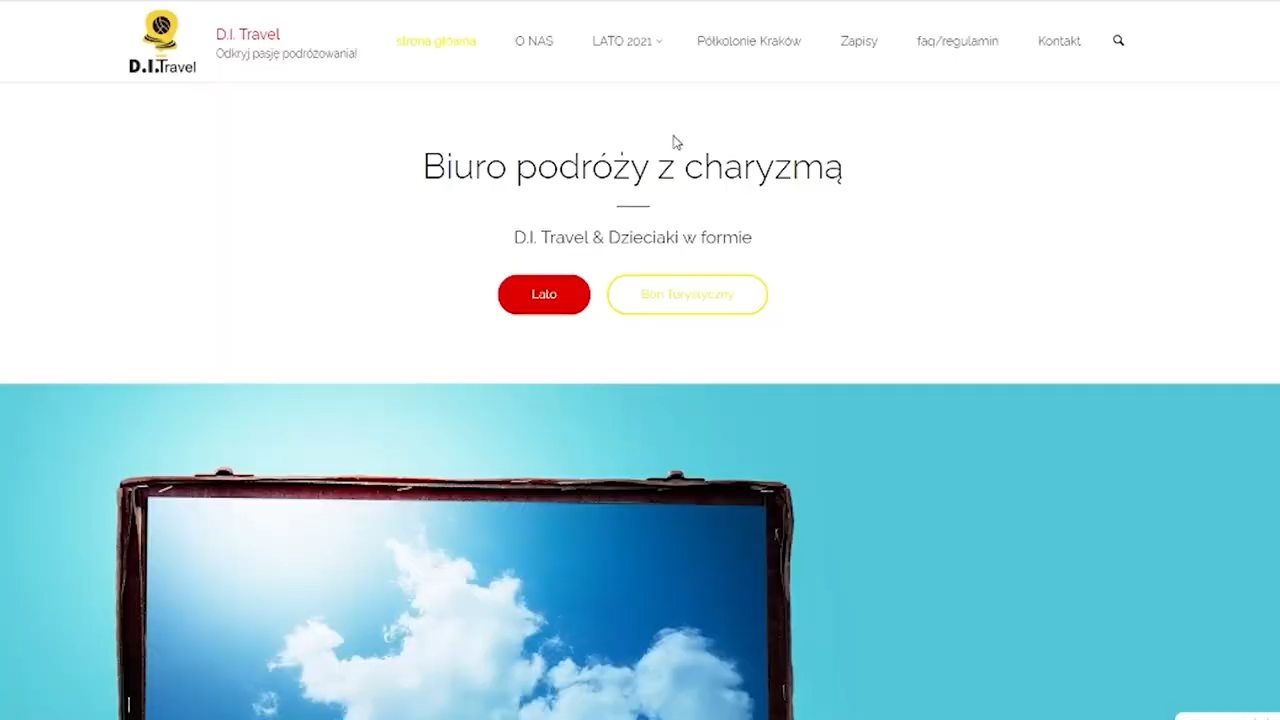 D.I. Travel
D.I. Travel
Odkryj pasję podróżowania!
strona główna
O NAS
LATO 2021
Półkolonie Kraków
Zapisy
faq/regulamin
Kontakt
Biuro podróży z charyzmą
D.I. Travel & Dzieciaki w formie
Lato
Bon Turystyczny